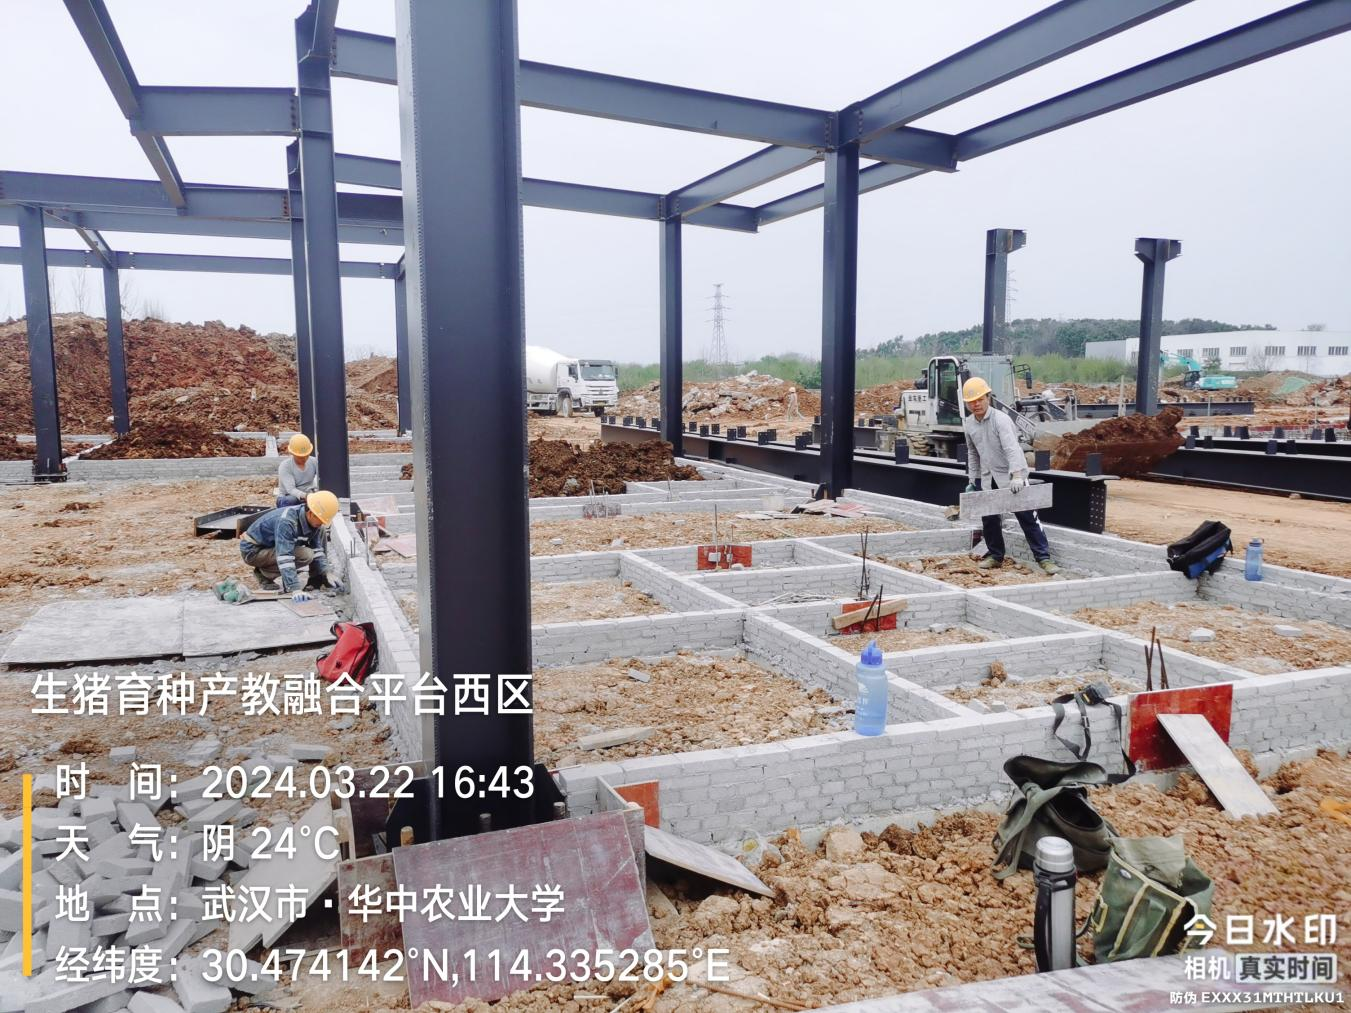 生猪育种产教融合平台西区
时 间：2024.03.22 16:43
天 气：阴 24℃
地 点：武汉市·华中农业大学
经纬度：30.474142°N,114.335285°E
今日水印
相机 真实时间
防伪 EXXX31MTHTLKU1